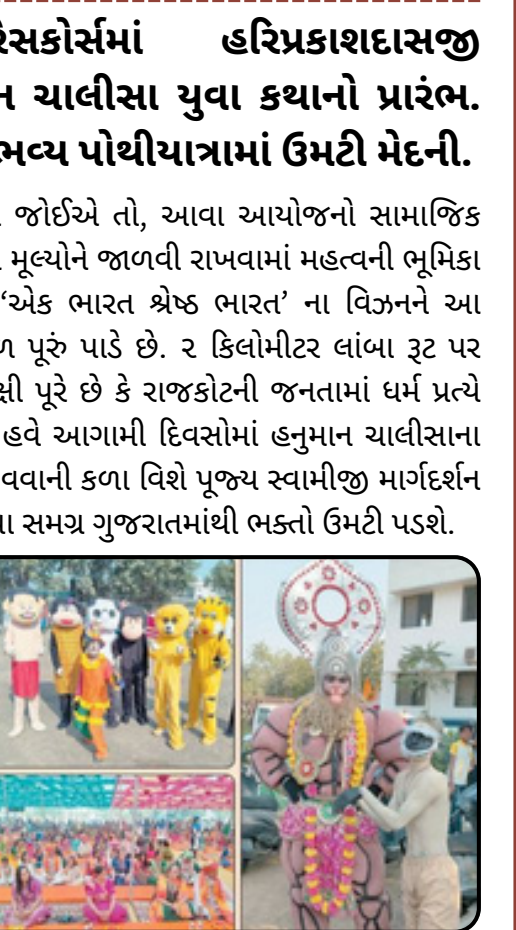 રેસકોર્સમાં હરિપ્રકાશદાસજી
ચાલીસા યુવા કથાનો પ્રારંભ.
ભવ્ય પોથીયાત્રામાં ઉમટી મેદની.
જોઈએ તો, આવા આયોજનો સામાજિક
મૂલ્યોને જાળવી રાખવામાં મહત્વની ભૂમિકા
‘એક ભારત શ્રેષ્ઠ ભારત’ ના વિઝનને આ
પૂરું પાડે છે. ૨ કિલોમીટર લાંબા રૂટ પર
પૂરે છે કે રાજકોટની જનતામાં ધર્મ પ્રત્યે
હવે આગામી દિવસોમાં હનુમાન ચાલીસાના
કળા વિશે પૂજ્ય સ્વામીજી માર્ગદર્શન
સમગ્ર ગુજરાતમાંથી ભક્તો ઉમટી પડશે.